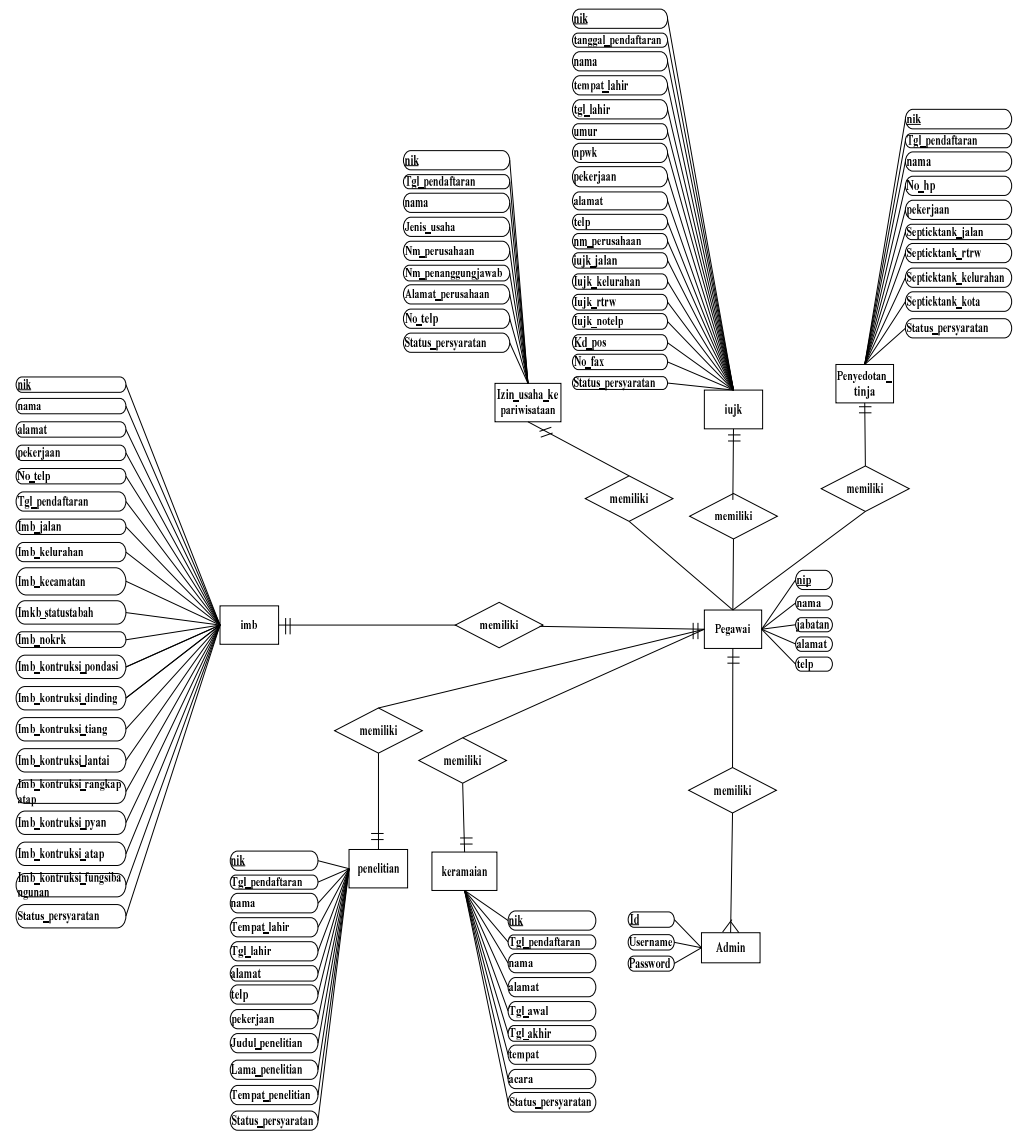 nik
tanggal_pendaftaran
nama
tempat_lahir
tgl_lahir
umur
npwk
pekerjaan
alamat
telp
nm_perusahaan
iujk_jalan
Iujk_kelurahan
Iujk_rtrw
Iujk_notelp
Kd_pos
No_fax
Status_persyaratan
iujk
nik
Tgl_pendaftaran
nama
No_hp
pekerjaan
Septicktank_jalan
Septicktank_rtrw
Septicktank_kelurahan
Septicktank_kota
Status_persyaratan
Penyedotan_
tinja
nik
Tgl_pendaftaran
nama
Jenis_usaha
Nm_perusahaan
Nm_penanggungjawab
Alamat_perusahaan
No_telp
Status_persyaratan
Izin_usaha_ke
pariwisataan
memiliki
memiliki
memiliki
nik
nama
alamat
pekerjaan
No_telp
Tgl_pendaftaran
Imb_jalan
Imb_kelurahan
Imb_kecamatan
Imkb_statustabah
Imb_nokrk
Imb_kontruksi_pondasi
Imb_kontruksi_dinding
Imb_kontruksi_tiang
Imb_kontruksi_lantai
Imb_kontruksi_rangkap
atap
Imb_kontruksi_pyan
Imb_kontruksi_atap
Imb_kontruksi_fungsiba
ngunan
Status_persyaratan
imb
memiliki
Pegawai
nip
nama
jabatan
alamat
telp
memiliki
memiliki
memiliki
penelitian
keramaian
nik
Tgl_pendaftaran
nama
Tempat_lahir
Tgl_lahir
alamat
telp
pekerjaan
Judul_penelitian
Lama_penelitian
Tempat_penelitian
Status_persyaratan
nik
Tgl_pendaftaran
nama
alamat
Tgl_awal
Tgl_akhir
tempat
acara
Status_persyaratan
Id
Username
Password
Admin